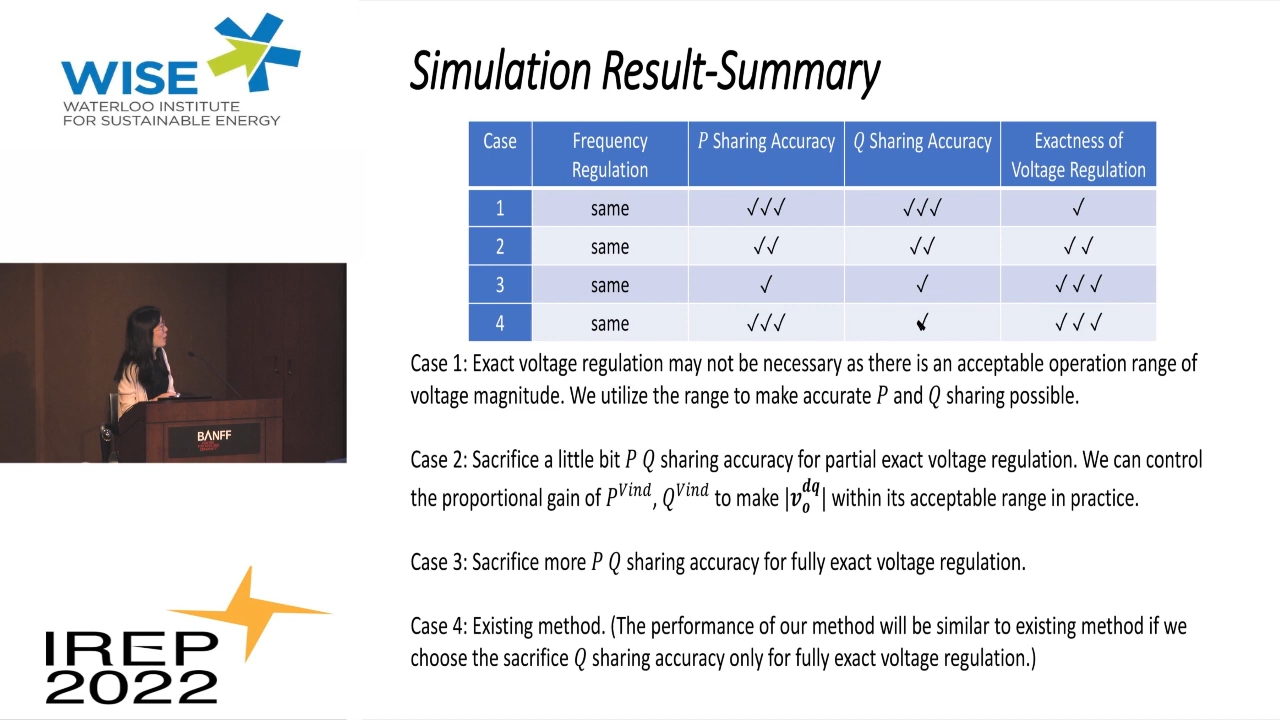 WISE
WATERLOO INSTITUTE
FOR SUSTAINABLE ENERGY
Simulation Result-Summary
Case Frequency Regulation P Sharing Accuracy Q Sharing Accuracy Exactness of Voltage Regulation
1 same ✓✓✓ ✓✓✓ ✓
2 same ✓✓ ✓✓ ✓✓
3 same ✓ ✓ ✓✓✓
4 same ✓✓✓ ✓ ✓✓✓
Case 1: Exact voltage regulation may not be necessary as there is an acceptable operation range of
voltage magnitude. We utilize the range to make accurate P and Q sharing possible.
Case 2: Sacrifice a little bit P Q sharing accuracy for partial exact voltage regulation. We can control
the proportional gain of P^Vind, Q^Vind to make |v_o^dq| within its acceptable range in practice.
Case 3: Sacrifice more P Q sharing accuracy for fully exact voltage regulation.
Case 4: Existing method. (The performance of our method will be similar to existing method if we
choose the sacrifice Q sharing accuracy only for fully exact voltage regulation.)
BANFF
IREP
2022